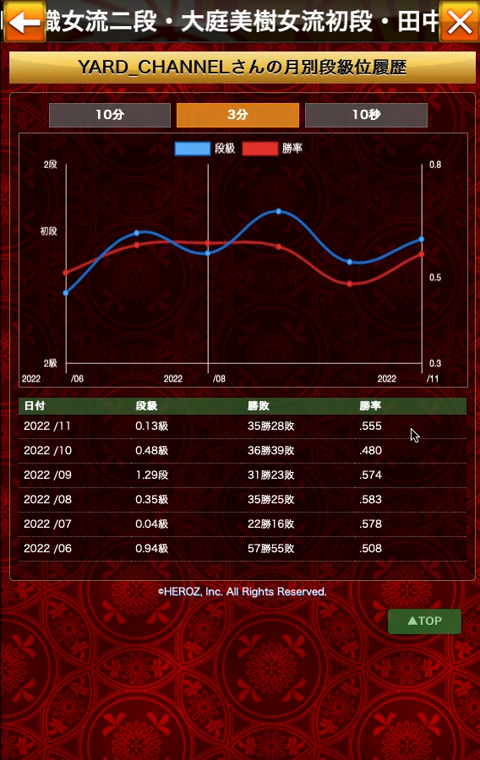 職女流二段・大庭美樹女流初段・田中
YARD_CHANNELさんの月別段級位履歴
10分 3分 10秒
段級 勝率
2段 0.8
初段
0.5
2級 0.3
2022 /06 2022 /08 2022 /11
日付 段級 勝敗 勝率
2022 /11 0.13級 35勝28敗 .555
2022 /10 0.48級 36勝39敗 .480
2022 /09 1.29段 31勝23敗 .574
2022 /08 0.35級 35勝25敗 .583
2022 /07 0.04級 22勝16敗 .578
2022 /06 0.94級 57勝55敗 .508
©HEROZ, Inc. All Rights Reserved.
▲TOP